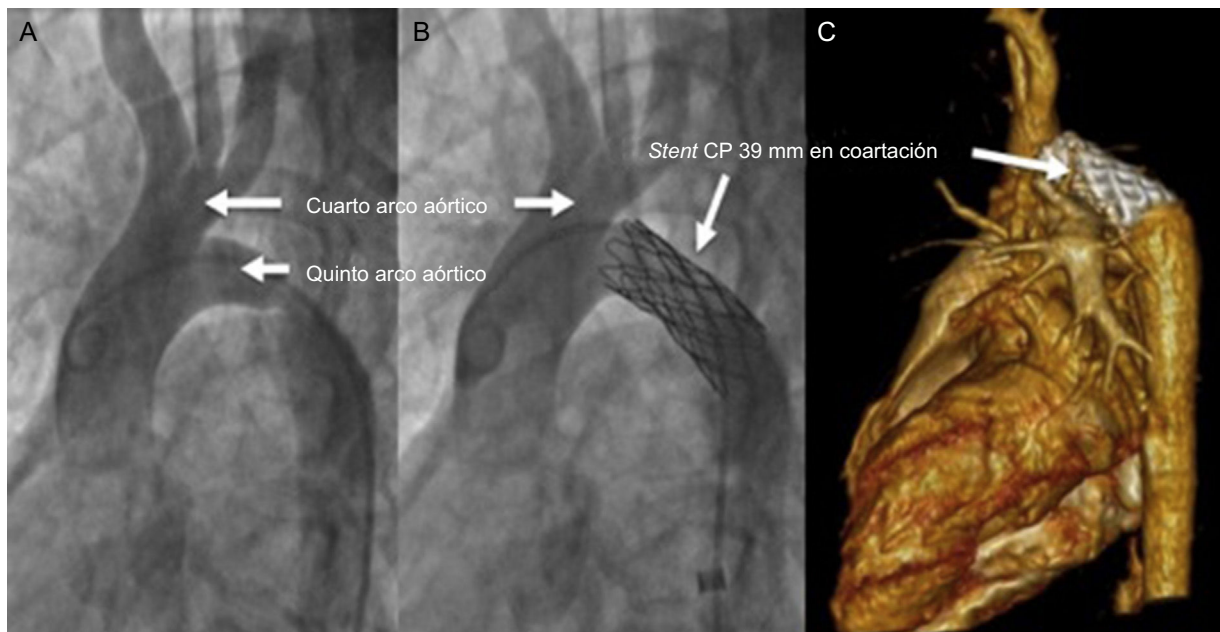 A
B
C
Stent CP 39 mm en coartación
Cuarto arco aórtico
Quinto arco aórtico